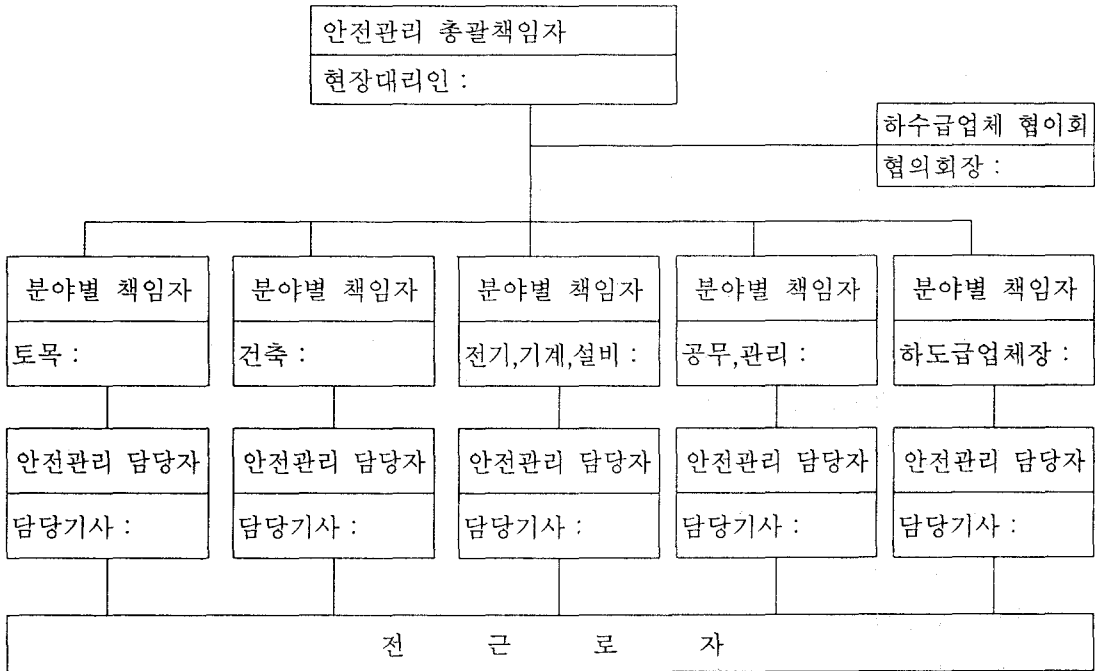 안전관리 총괄책임자
현장대리인 :
하수급업체 협이회
협의회장 :
분야별 책임자
분야별 책임자
분야별 책임자
분야별 책임자
분야별 책임자
토목 :
건축 :
전기,기계,설비 :
공무,관리 :
하도급업체장 :
안전관리 담당자
안전관리 담당자
안전관리 담당자
안전관리 담당자
안전관리 담당자
담당기사 :
담당기사 :
담당기사 :
담당기사 :
담당기사 :
전 근 로 자